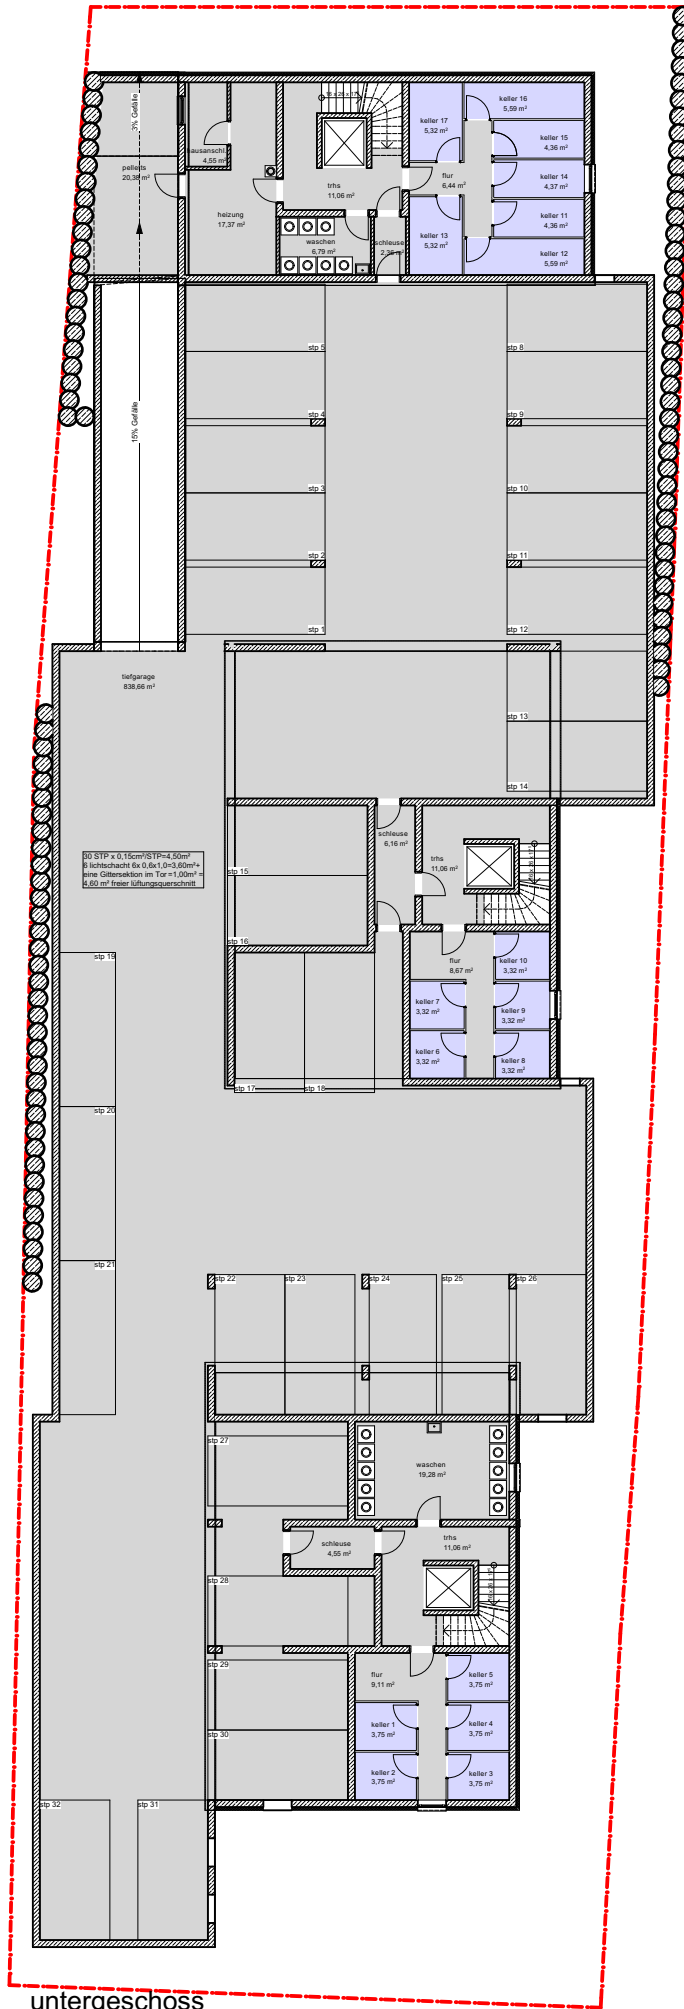 16 x 26 x 17⁵
3% Gefälle
keller 16
5,59 m²
keller 17
5,32 m²
keller 15
4,36 m²
hausanschl.
4,55 m²
pelletts
20,38 m²
keller 14
4,37 m²
flur
6,44 m²
trhs
11,06 m²
heizung
17,37 m²
keller 11
4,36 m²
keller 13
5,32 m²
waschen
6,79 m²
schleuse
2,36 m²
keller 12
5,59 m²
stp 5
stp 8
15% Gefälle
stp 4
stp 9
stp 3
stp 10
stp 2
stp 11
stp 1
stp 12
tiefgarage
838,66 m²
stp 13
stp 14
schleuse
6,16 m²
trhs
11,06 m²
30 STP x 0,15cm²/STP=4,50m²
6 lichtschacht 6x 0,6x1,0=3,60m²+
eine Gittersektion im Tor =1,00m² =
4,60 m² freier lüftungsquerschnitt
stp 15
stp 16
stp 19
flur
8,67 m²
keller 10
3,32 m²
keller 7
3,32 m²
keller 9
3,32 m²
keller 6
3,32 m²
keller 8
3,32 m²
stp 17
stp 18
stp 20
stp 21
stp 22
stp 23
stp 24
stp 25
stp 26
stp 27
waschen
19,28 m²
schleuse
4,55 m²
trhs
11,06 m²
stp 28
stp 29
flur
9,11 m²
keller 5
3,75 m²
keller 1
3,75 m²
keller 4
3,75 m²
stp 30
keller 2
3,75 m²
keller 3
3,75 m²
stp 32
stp 31
untergeschoss